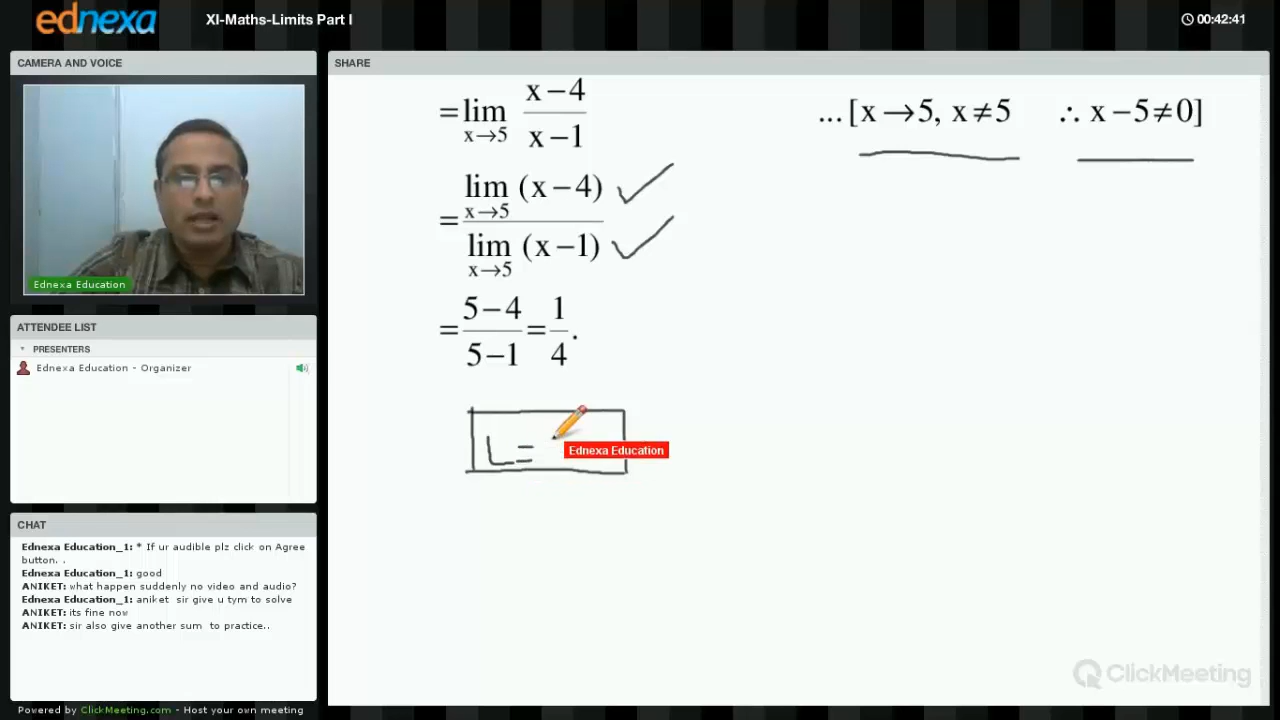 ednexa
XI-Maths-Limits Part I
00:42:41
CAMERA AND VOICE
Ednexa Education
ATTENDEE LIST
PRESENTERS
Ednexa Education - Organizer
CHAT
Ednexa Education_1: * If ur audible plz click on Agree
button. .
Ednexa Education_1: good
ANIKET: what happen suddenly no video and audio?
Ednexa Education_1: aniket  sir give u tym to solve
ANIKET: its fine now
ANIKET: sir also give another sum  to practice..
Powered by ClickMeeting.com - Host your own meeting
SHARE
= lim x→5 (x−4)/(x−1) ...[x→5, x≠5 ∴ x−5≠0]
= lim x→5 (x−4) ✓
/ lim x→5 (x−1) ✓
= (5−4)/(5−1) = 1/4.
L=
Ednexa Education
ClickMeeting